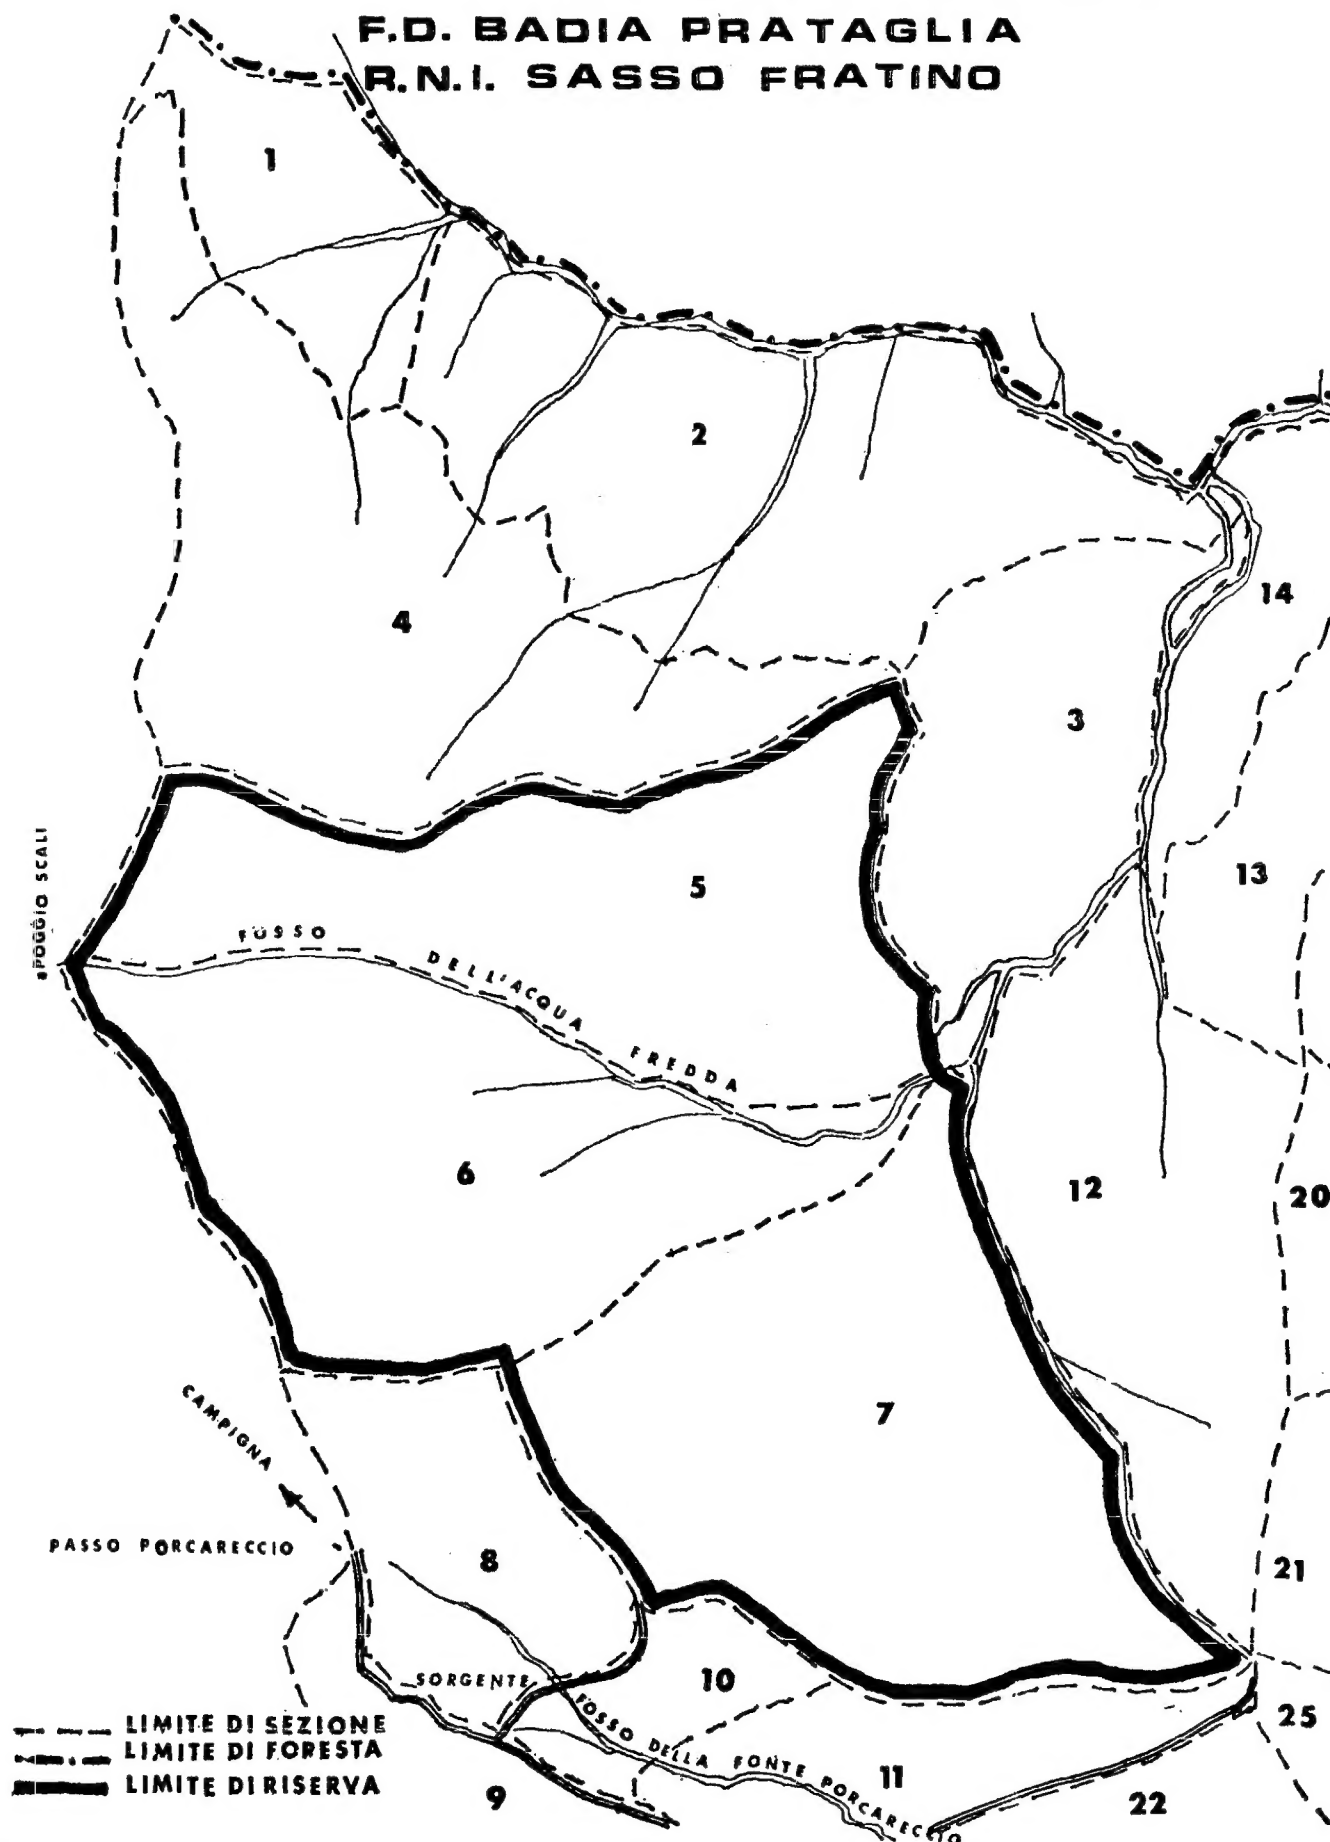 F.D. BADIA PRATAGLIA
R.N.I. SASSO FRATINO
1
2
14
4
3
POGGIO SCALI
5
13
FOSSO DELL'ACQUA FREDDA
6
12
20
CAMPIGNA
7
PASSO PORCARECCIO
8
21
SORGENTE
10
FOSSO DELLA FONTE PORCARECCIO
25
LIMITE DI SEZIONE
LIMITE DI FORESTA
LIMITE DI RISERVA
9
11
22